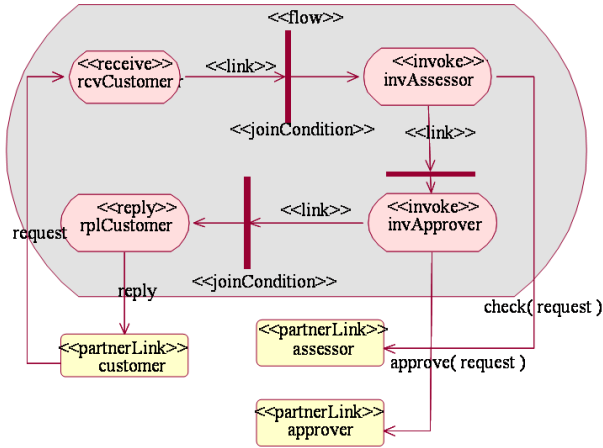 <<flow>>
<<receive>>
rcvCustomer
<<link>>
<<invoke>>
invAssessor
<<joinCondition>>
<<link>>
<<reply>>
rplCustomer
<<link>>
<<invoke>>
invApprover
request
<<joinCondition>>
reply
check( request )
<<partnerLink>>
customer
<<partnerLink>>
assessor
approve( request )
<<partnerLink>>
approver